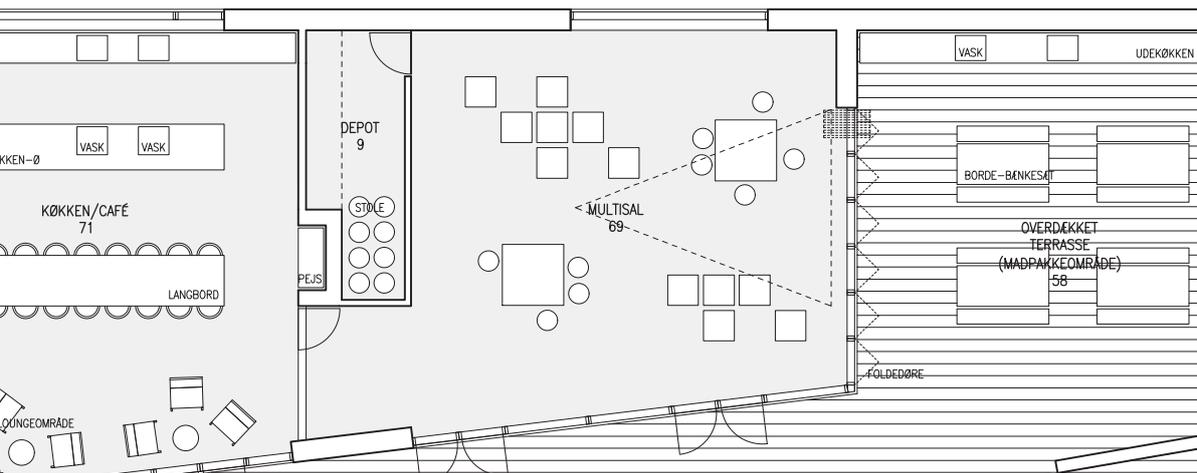 VASK
UDEKØKKEN
DEPOT
9
VASK
VASK
KKEN-Ø
BORDE-BÆNKESÆT
STOLE
KØKKEN/CAFÉ
71
MULTISAL
69
OVERDÆKKET
TERRASSE
(MADPAKKEOMRÅDE)
58
PEJS
LANGBORD
FOLDEDØRE
LOUNGEOMRÅDE